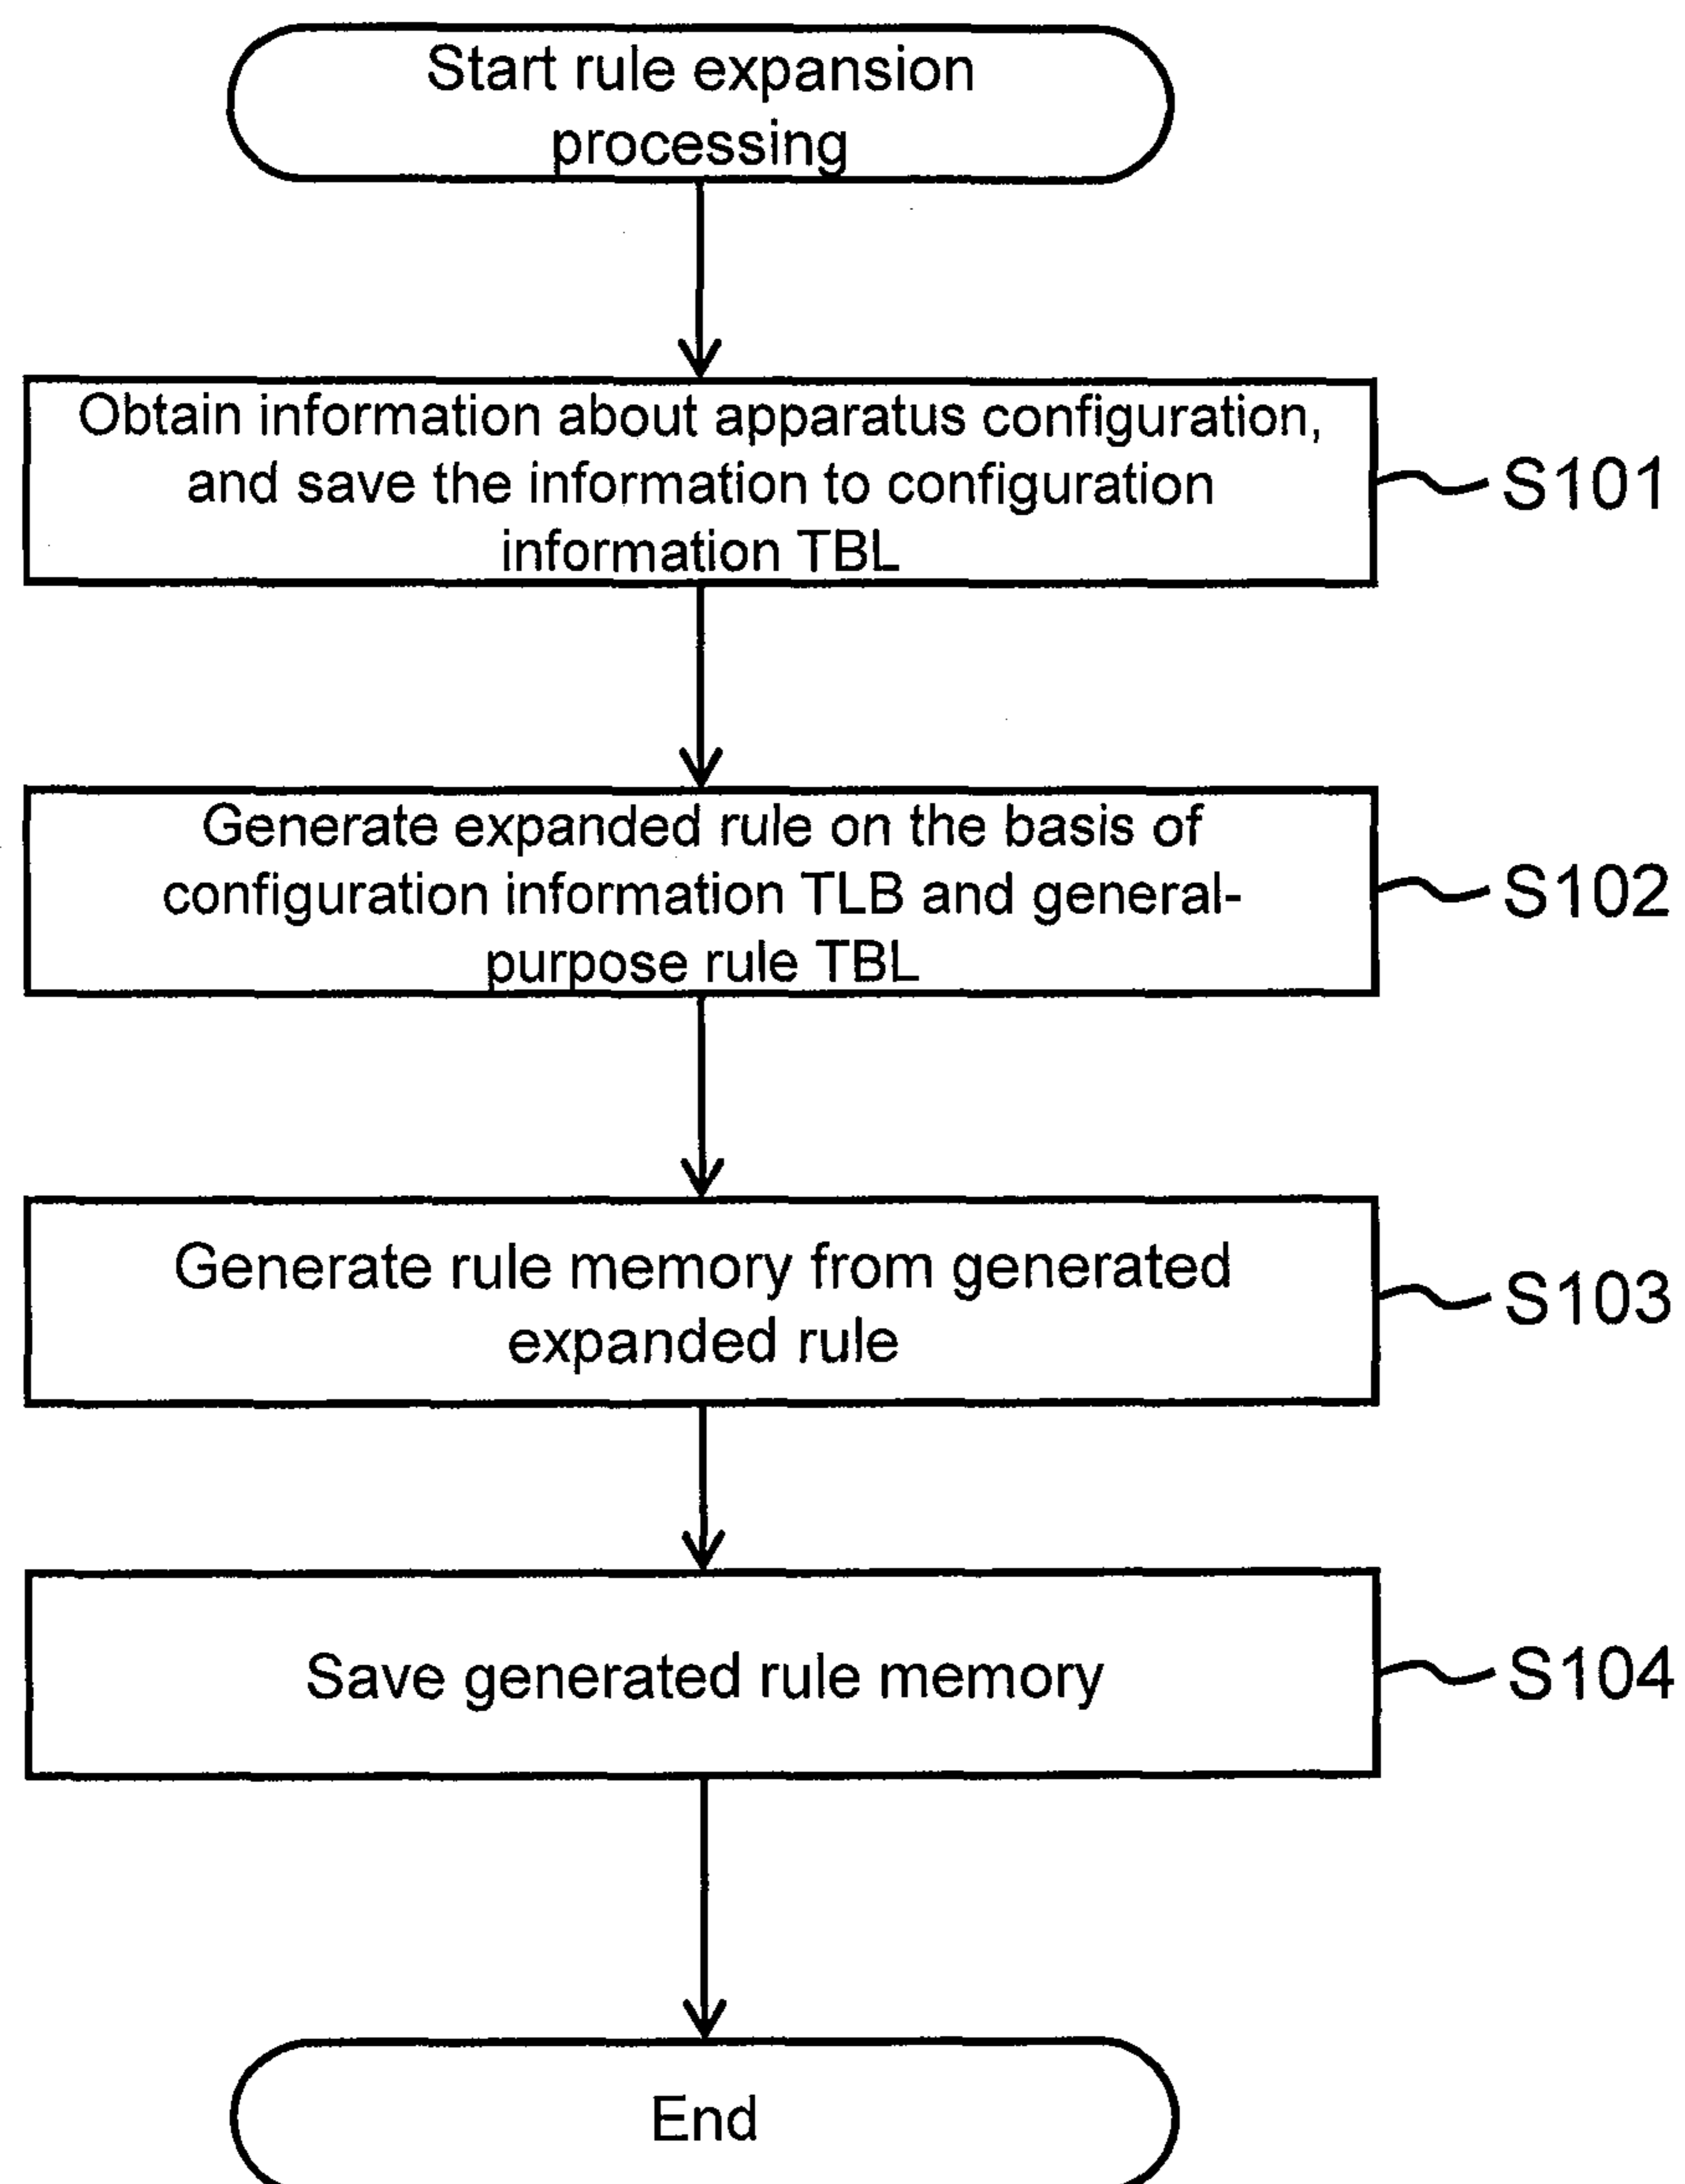 Start rule expansion
processing
Obtain information about apparatus configuration,
and save the information to configuration
information TBL
S101
Generate expanded rule on the basis of
configuration information TLB and general-
purpose rule TBL
S102
Generate rule memory from generated
expanded rule
S103
Save generated rule memory
S104
End